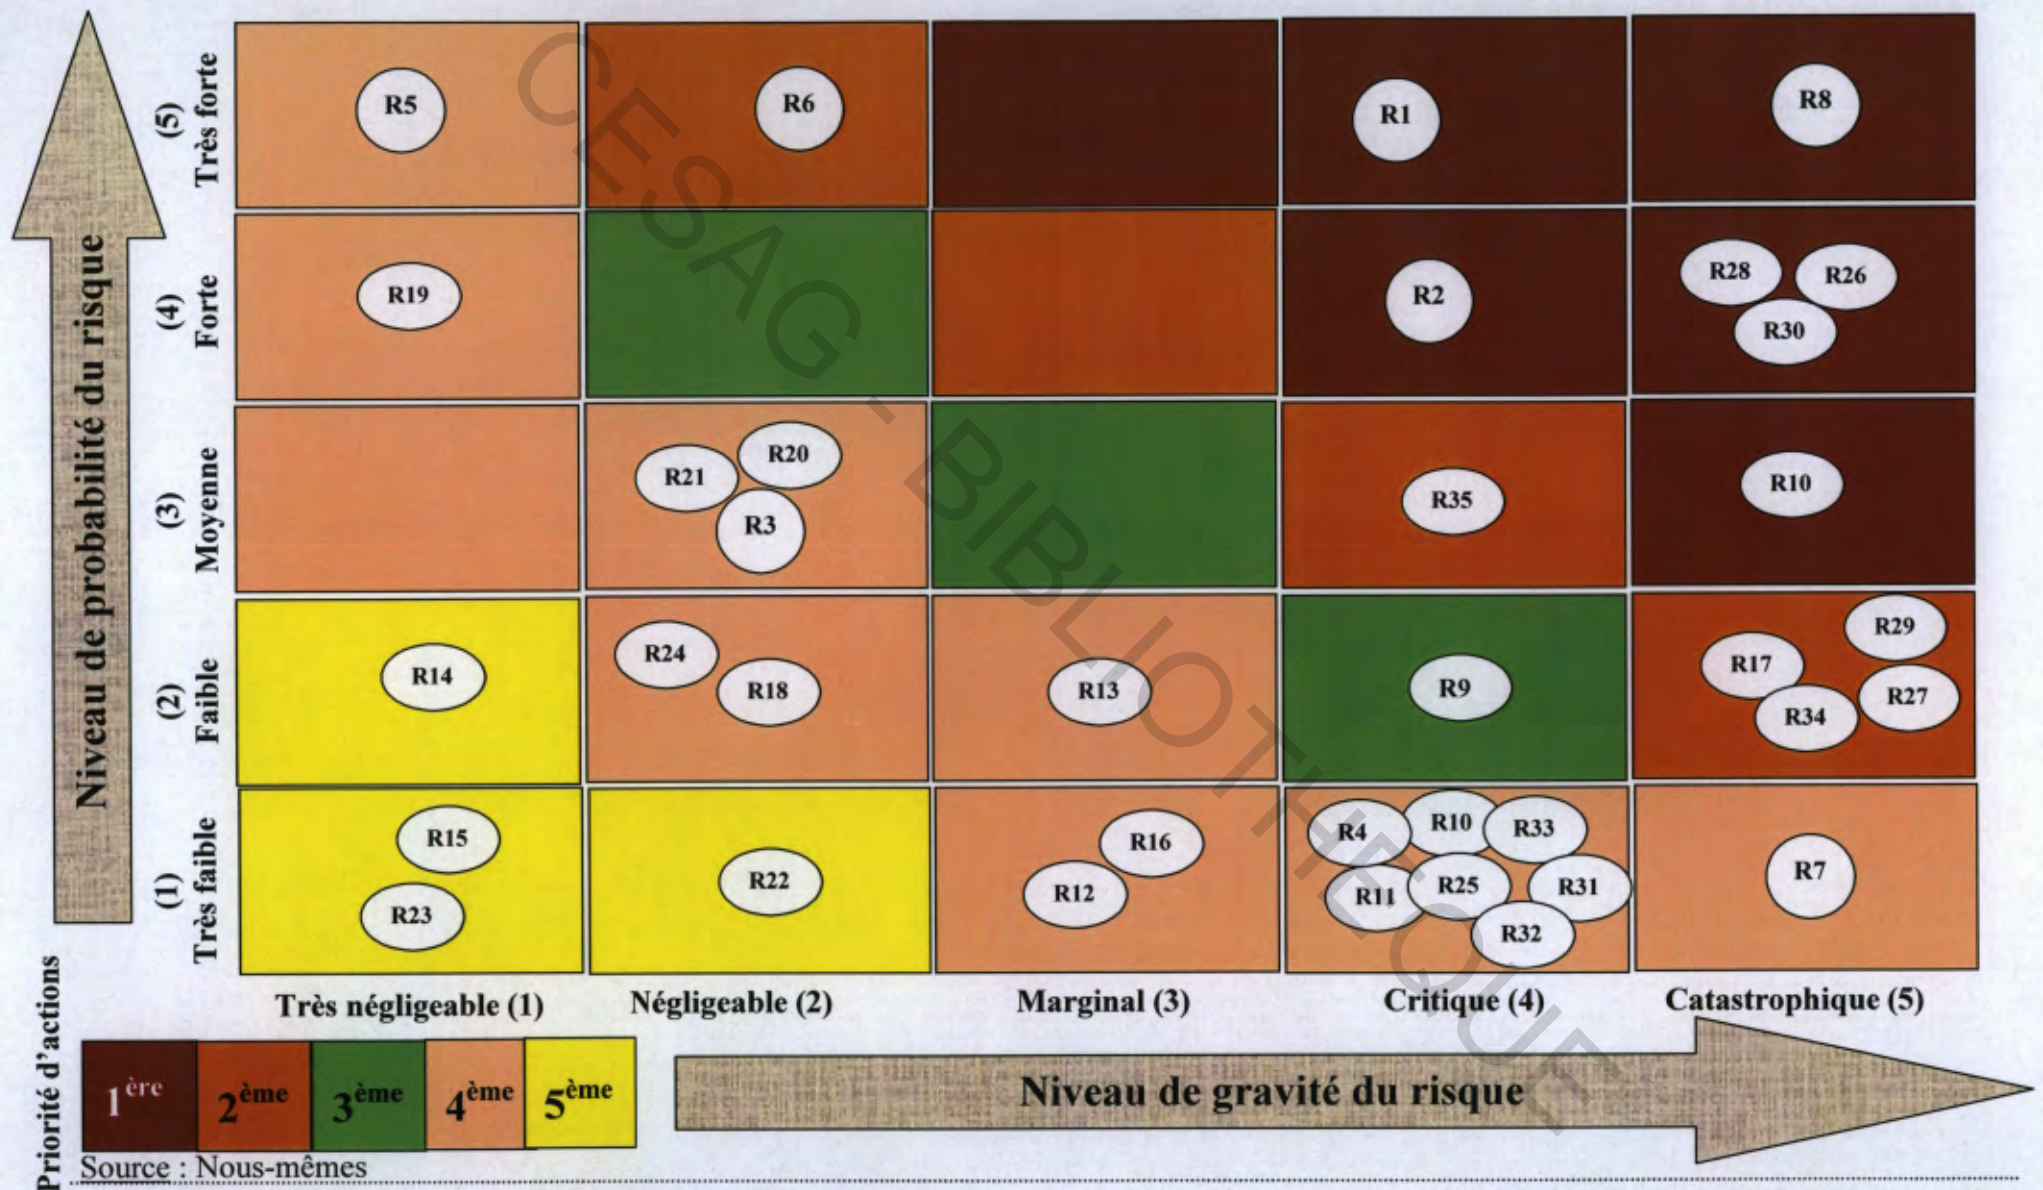 Niveau de probabilité du risque
(5)
Très forte
R5
R6
R1
R8
(4)
Forte
R19
R2
R28
R26
R30
(3)
Moyenne
R21
R20
R3
R35
R10
(2)
Faible
R14
R24
R18
R13
R9
R17
R29
R34
R27
(1)
Très faible
R15
R23
R22
R16
R12
R4
R10
R33
R11
R25
R31
R32
R7
Très négligeable (1)
Négligeable (2)
Marginal (3)
Critique (4)
Catastrophique (5)
Priorité d'actions
1ère
2ème
3ème
4ème
5ème
Niveau de gravité du risque
Source : Nous-mêmes
CESAG - BIBLIOTHEQUE